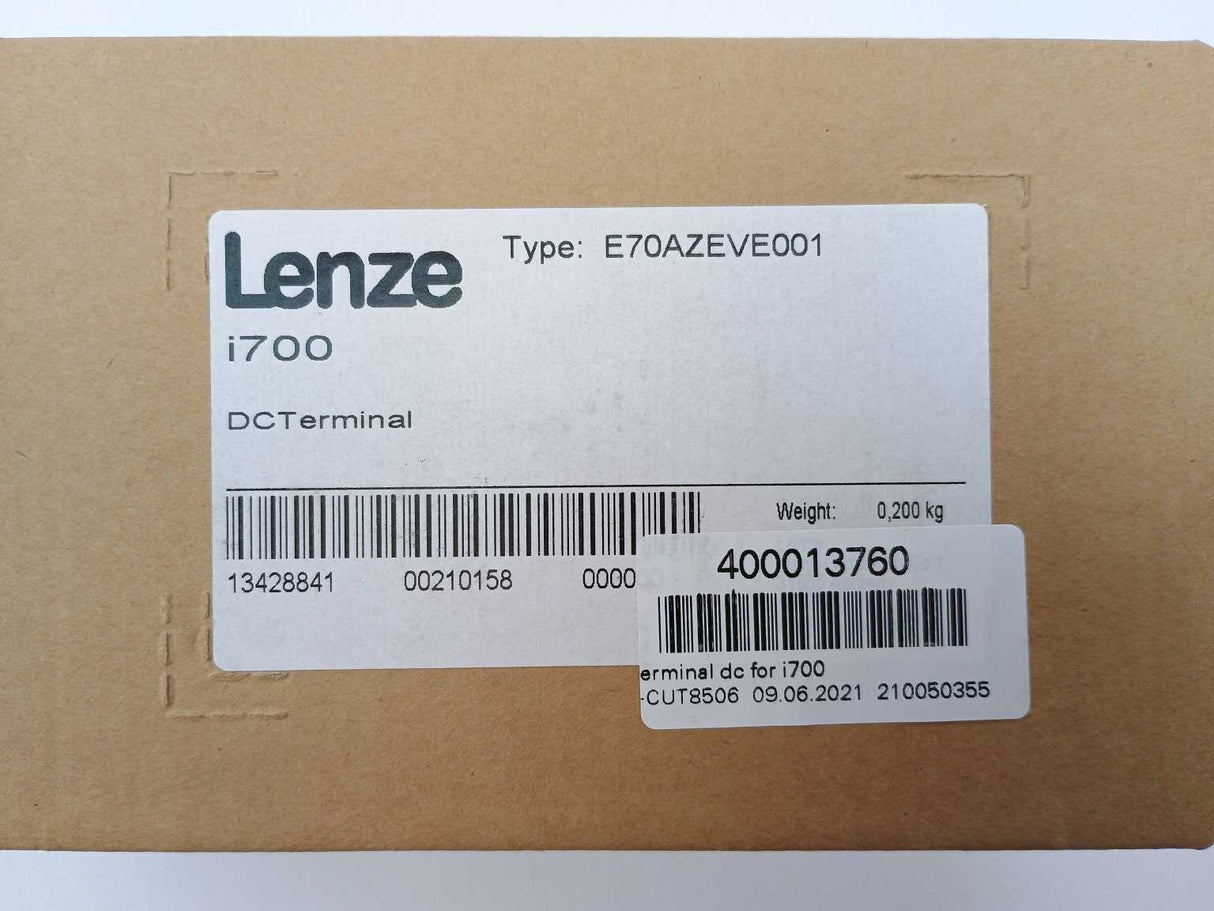 Lenze
Type: E70AZEVE001
i700
DCTerminal
Weight: 0,200 kg
13428841 00210158 0000
400013760
erminal dc for i700
-CUT8506 09.06.2021 210050355